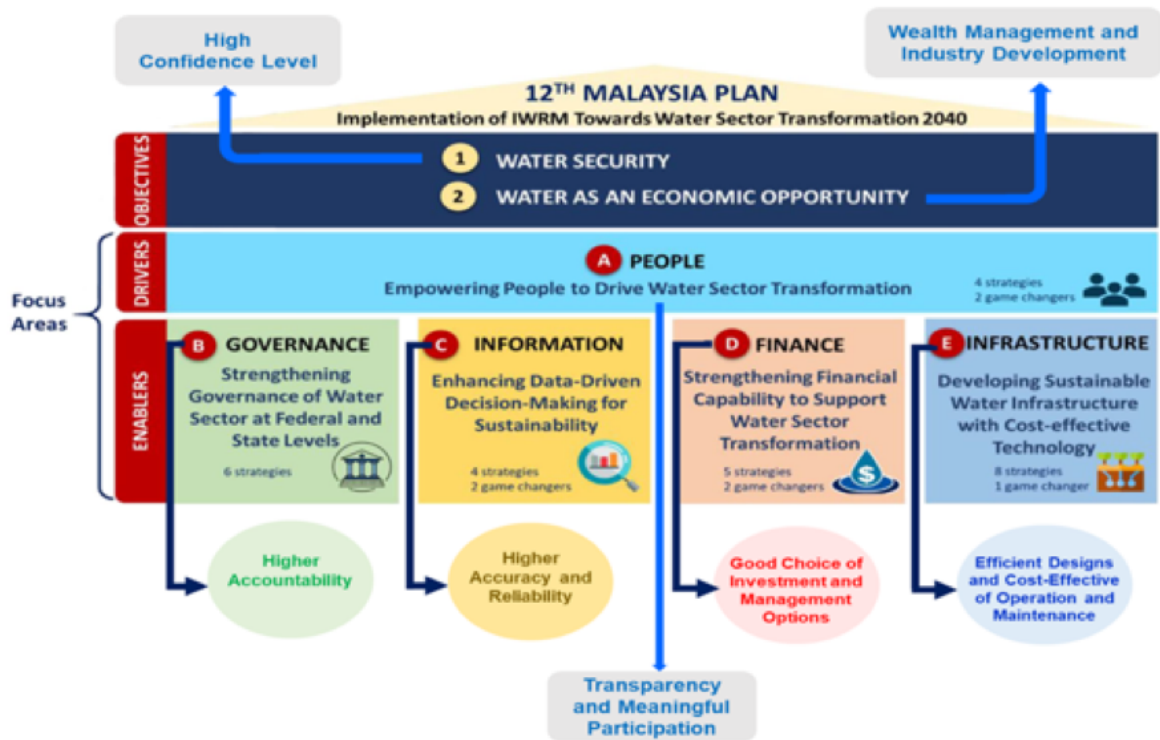 High
Confidence Level
Wealth Management and
Industry Development
12TH MALAYSIA PLAN
Implementation of IWRM Towards Water Sector Transformation 2040
OBJECTIVES
1 WATER SECURITY
2 WATER AS AN ECONOMIC OPPORTUNITY
Focus
Areas
DRIVERS
A PEOPLE
Empowering People to Drive Water Sector Transformation
4 strategies
2 game changers
ENABLERS
B GOVERNANCE
Strengthening
Governance of Water
Sector at Federal and
State Levels
6 strategies
C INFORMATION
Enhancing Data-Driven
Decision-Making for
Sustainability
4 strategies
2 game changers
D FINANCE
Strengthening Financial
Capability to Support
Water Sector
Transformation
5 strategies
2 game changers
$
E INFRASTRUCTURE
Developing Sustainable
Water Infrastructure
with Cost-effective
Technology
8 strategies
1 game changer
Higher
Accountability
Higher
Accuracy and
Reliability
Good Choice of
Investment and
Management
Options
Efficient Designs
and Cost-Effective
of Operation and
Maintenance
Transparency
and Meaningful
Participation